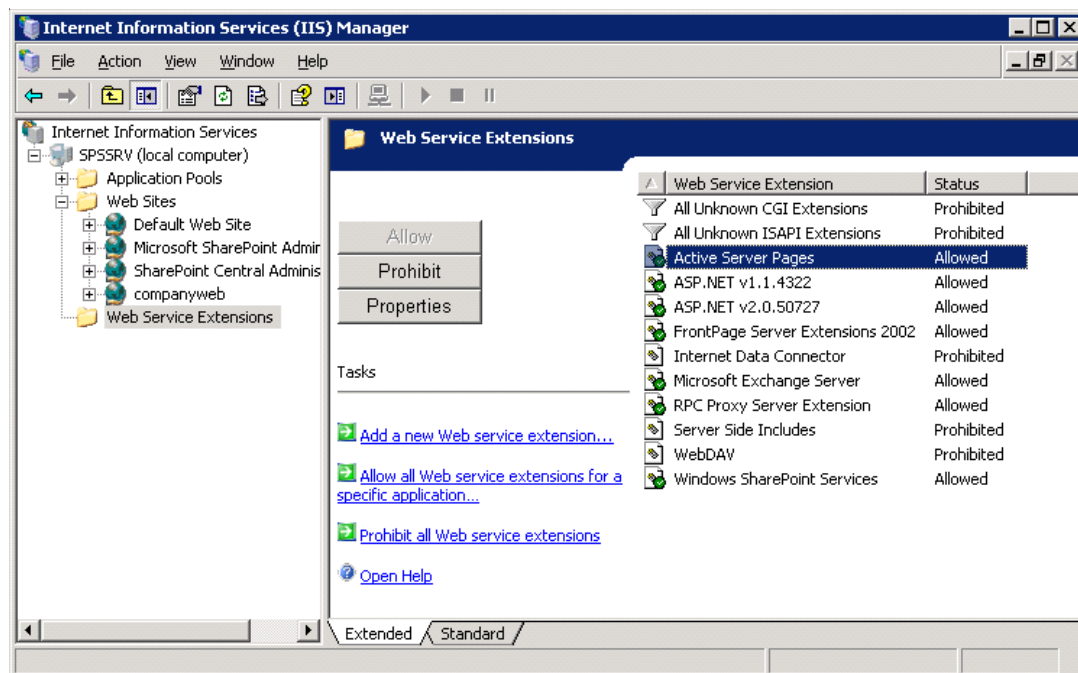 Internet Information Services (IIS) Manager
File Action View Window Help
Internet Information Services
SPSSRV (local computer)
Application Pools
Web Sites
Default Web Site
Microsoft SharePoint Admir
SharePoint Central Adminis
companyweb
Web Service Extensions
Web Service Extensions
Allow
Prohibit
Properties
Tasks
Add a new Web service extension...
Allow all Web service extensions for a
specific application...
Prohibit all Web service extensions
Open Help
Web Service Extension Status
All Unknown CGI Extensions Prohibited
All Unknown ISAPI Extensions Prohibited
Active Server Pages Allowed
ASP.NET v1.1.4322 Allowed
ASP.NET v2.0.50727 Allowed
FrontPage Server Extensions 2002 Allowed
Internet Data Connector Prohibited
Microsoft Exchange Server Allowed
RPC Proxy Server Extension Allowed
Server Side Includes Prohibited
WebDAV Prohibited
Windows SharePoint Services Allowed
Extended Standard